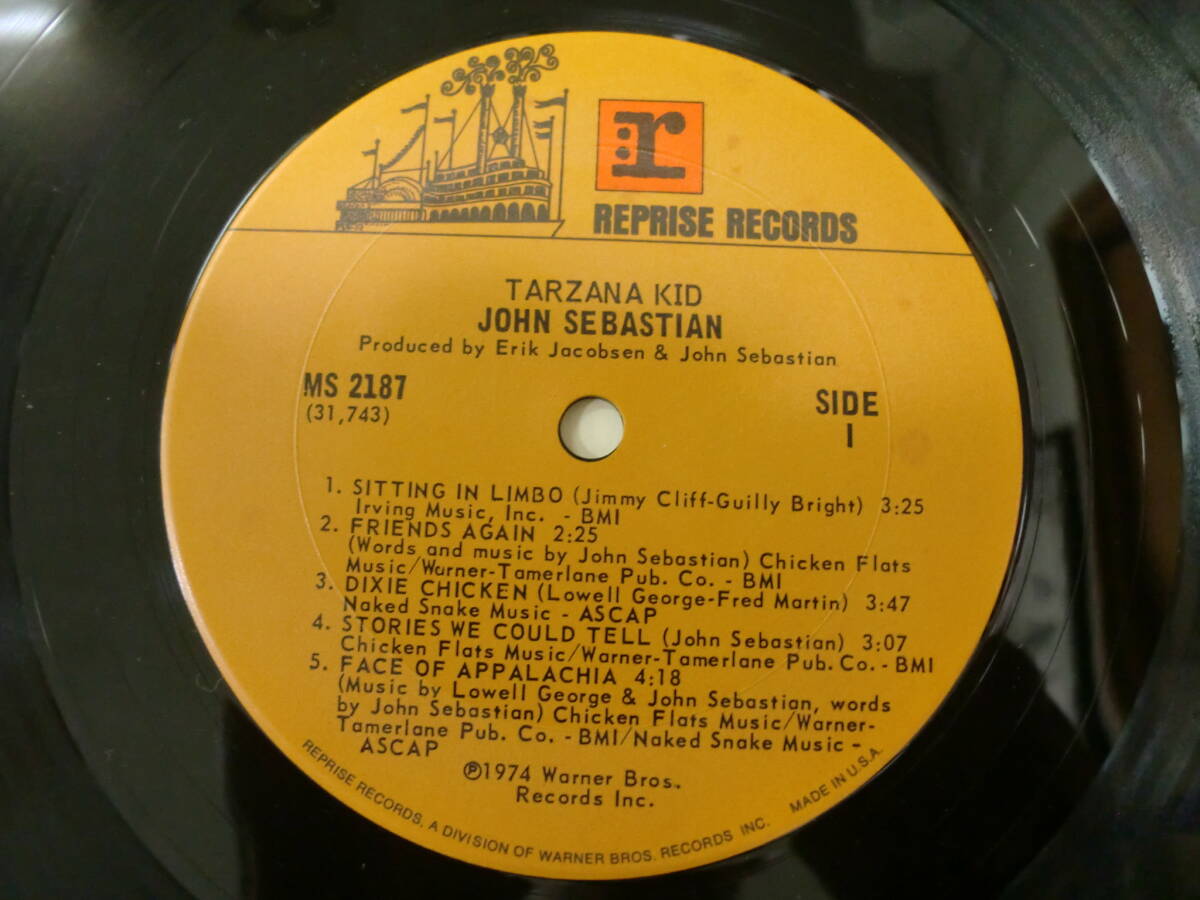 :r
REPRISE RECORDS
TARZANA KID
JOHN SEBASTIAN
Produced by Erik Jacobsen & John Sebastian
MS 2187
(31,743)
SIDE
1
1. SITTING IN LIMBO (Jimmy Cliff-Guilly Bright) 3:25
Irving Music, Inc. - BMI
2. FRIENDS AGAIN 2:25
(Words and music by John Sebastian) Chicken Flats
Music/Warner-Tamerlane Pub. Co. - BMI
3. DIXIE CHICKEN (Lowell George-Fred Martin) 3:47
Naked Snake Music - ASCAP
4. STORIES WE COULD TELL (John Sebastian) 3:07
Chicken Flats Music/Warner-Tamerlane Pub. Co. - BMI
5. FACE OF APPALACHIA 4:18
(Music by Lowell George & John Sebastian, words
by John Sebastian) Chicken Flats Music/Warner-
Tamerlane Pub. Co. - BMI/Naked Snake Music -
ASCAP
℗1974 Warner Bros.
Records Inc.
REPRISE RECORDS, A DIVISION OF WARNER BROS. RECORDS INC. MADE IN U.S.A.